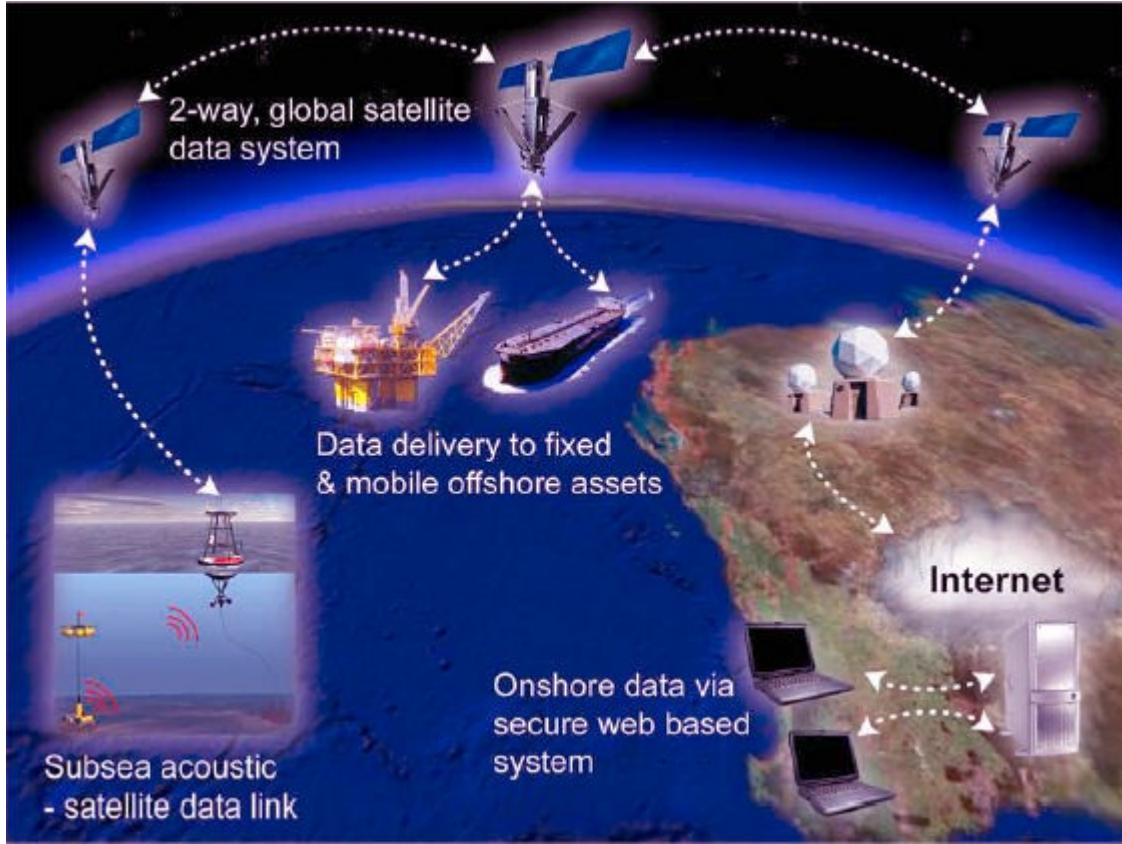 2-way, global satellite
data system
Data delivery to fixed
& mobile offshore assets
Internet
Onshore data via
secure web based
system
Subsea acoustic
- satellite data link